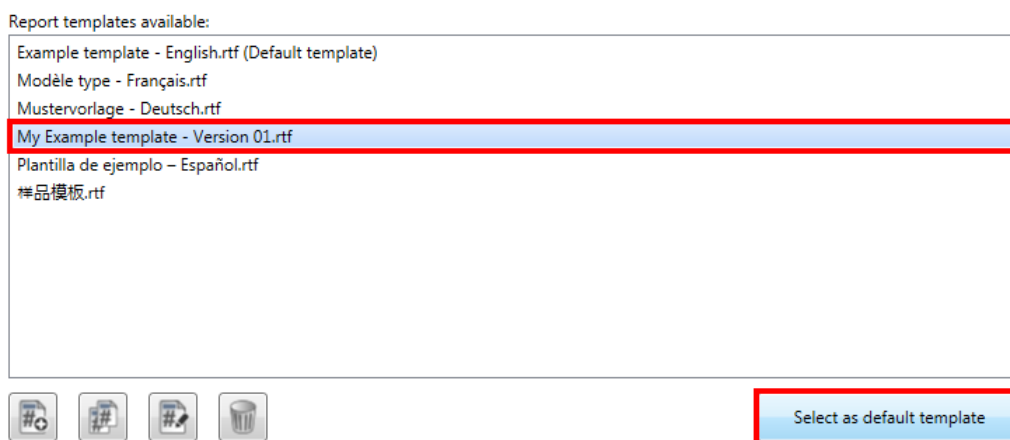 Report templates available:
Example template - English.rtf (Default template)
Modèle type - Français.rtf
Mustervorlage - Deutsch.rtf
My Example template - Version 01.rtf
Plantilla de ejemplo – Español.rtf
样品模板.rtf
Select as default template